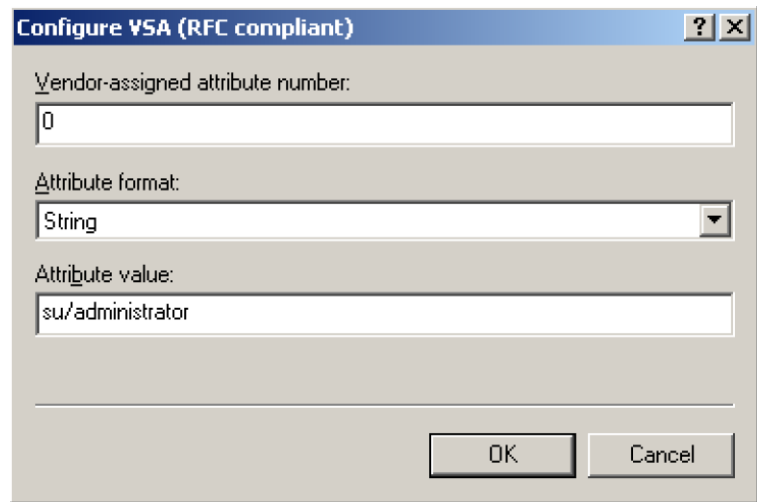 Configure VSA (RFC compliant)
Vendor-assigned attribute number:
0
Attribute format:
String
Attribute value:
su/administrator
OK Cancel